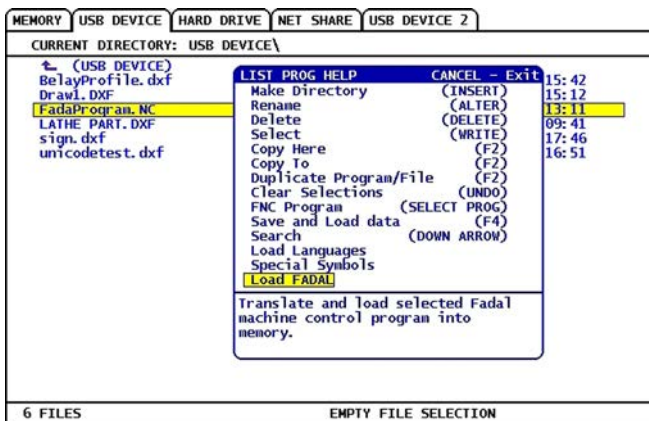 MEMORY USB DEVICE HARD DRIVE NET SHARE USB DEVICE 2
CURRENT DIRECTORY: USB DEVICE\
(USB DEVICE)
BelayProfile.dxf 15:42
Draw1.DXF 15:12
FadaProgram.NC 13:11
LATHE PART.DXF 09:41
sign.dxf 17:46
unicodetest.dxf 16:51
LIST PROG HELP CANCEL - Exit
Make Directory (INSERT)
Rename (ALTER)
Delete (DELETE)
Select (WRITE)
Copy Here (F2)
Copy To (F2)
Duplicate Program/File (F2)
Clear Selections (UNDO)
FNC Program (SELECT PROG)
Save and Load data (F4)
Search (DOWN ARROW)
Load Languages
Special Symbols
Load FADAL
Translate and load selected Fadal
machine control program into
memory.
6 FILES EMPTY FILE SELECTION